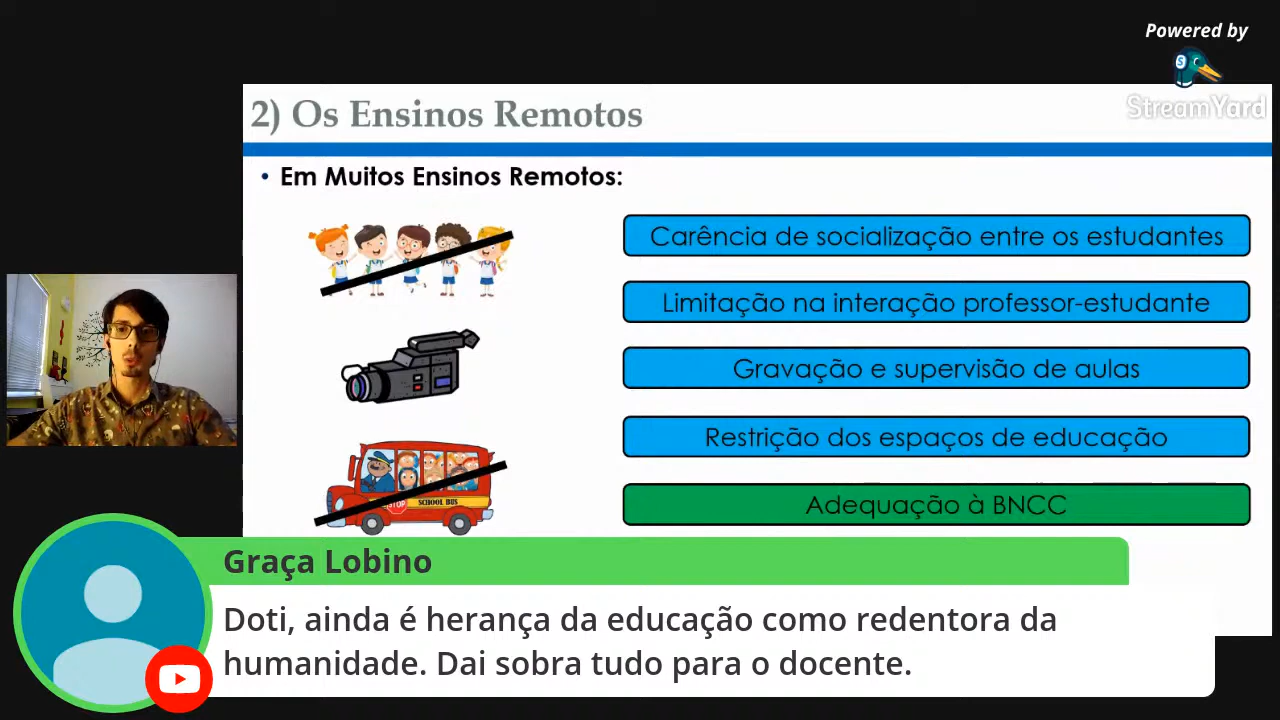 Powered by
StreamYard
2) Os Ensinos Remotos
• Em Muitos Ensinos Remotos:
Carência de socialização entre os estudantes
Limitação na interação professor-estudante
Gravação e supervisão de aulas
Restrição dos espaços de educação
Adequação à BNCC
STOP
SCHOOL BUS
Graça Lobino
Doti, ainda é herança da educação como redentora da
humanidade. Dai sobra tudo para o docente.